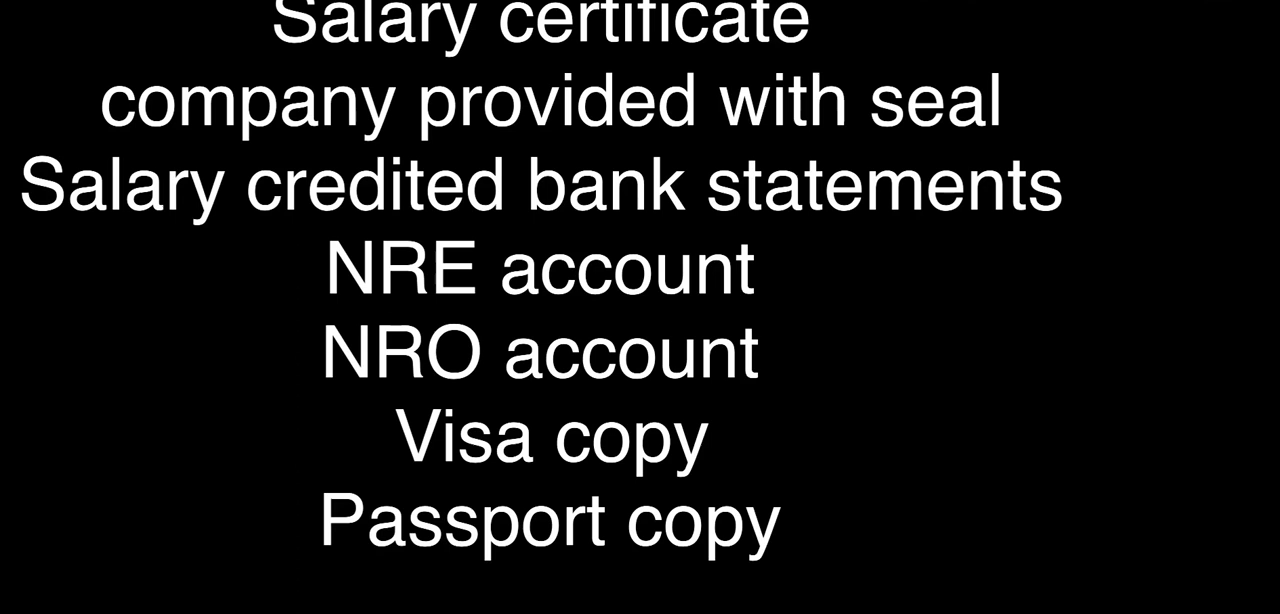 Salary certificate
company provided with seal
Salary credited bank statements
NRE account
NRO account
Visa copy
Passport copy